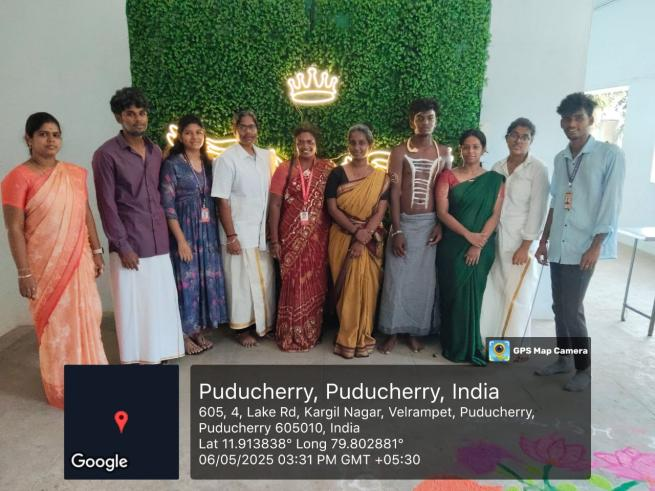 GPS Map Camera
Puducherry, Puducherry, India
605, 4, Lake Rd, Kargil Nagar, Velrampet, Puducherry,
Puducherry 605010, India
Lat 11.913838° Long 79.802881°
06/05/2025 03:31 PM GMT +05:30
Google